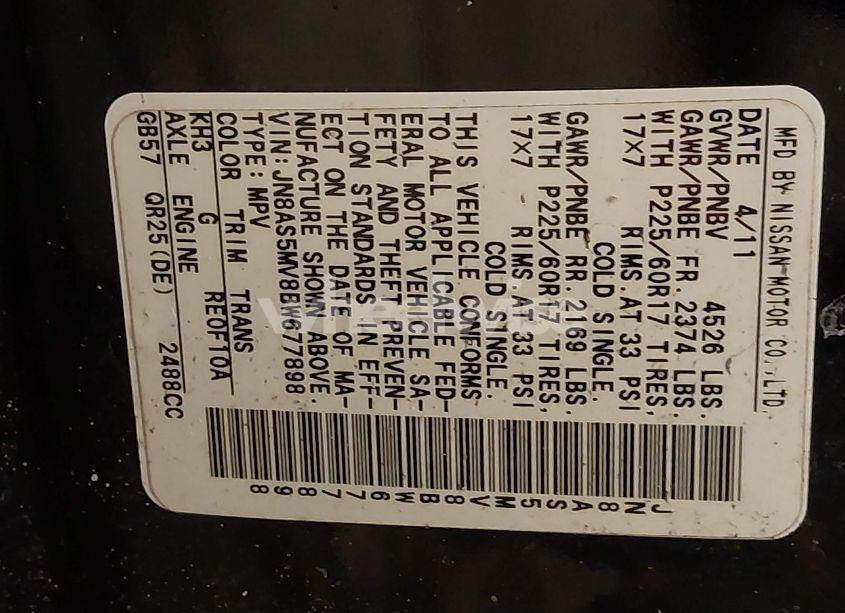 MFD BY NISSAN MOTOR CO.,LTD.
DATE 4/11
GVWR/PNBV 4526 LBS.
GAWR/PNBE FR. 2374 LBS.
WITH P225/60R17 TIRES,
17X7 RIMS.AT 33 PSI
COLD SINGLE.
GAWR/PNBE RR. 2169 LBS.
WITH P225/60R17 TIRES,
17X7 RIMS AT 33 PSI
COLD SINGLE.
THIS VEHICLE CONFORMS
TO ALL APPLICABLE FED-
ERAL MOTOR VEHICLE SA-
FETY AND THEFT PREVEN-
TION STANDARDS IN EFF-
ECT ON THE DATE OF MA-
NUFACTURE SHOWN ABOVE.
VIN:JN8AS5MV8BW677898
TYPE: MPV
COLOR TRIM TRANS
KH3 G REOF10A
AXLE ENGINE
GB57 QR25(DE) 2488CC
JN8AS5MV8BW677898